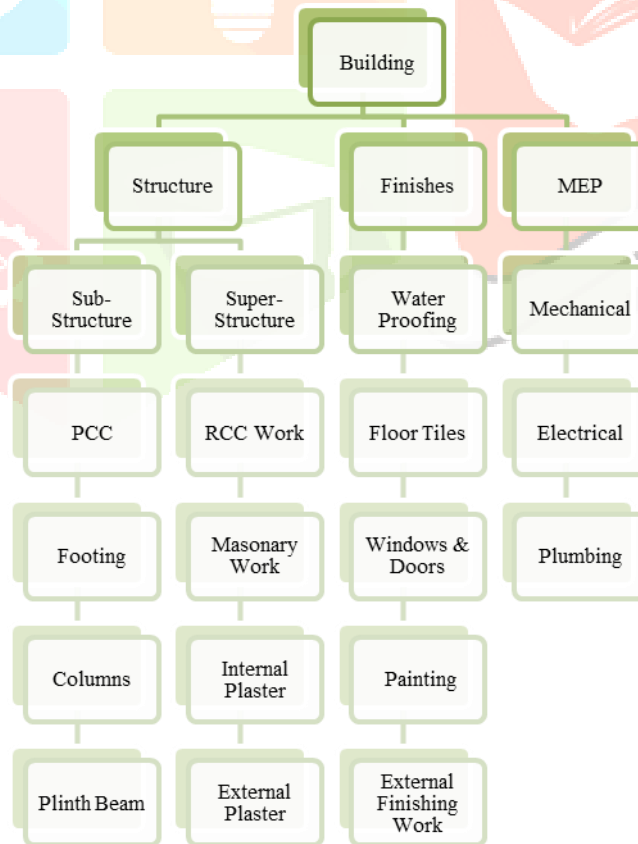 Building
Structure
Finishes
MEP
Sub-
Structure
Super-
Structure
Water
Proofing
Mechanical
PCC
RCC Work
Floor Tiles
Electrical
Footing
Masonary
Work
Windows &
Doors
Plumbing
Columns
Internal
Plaster
Painting
Plinth Beam
External
Plaster
External
Finishing
Work